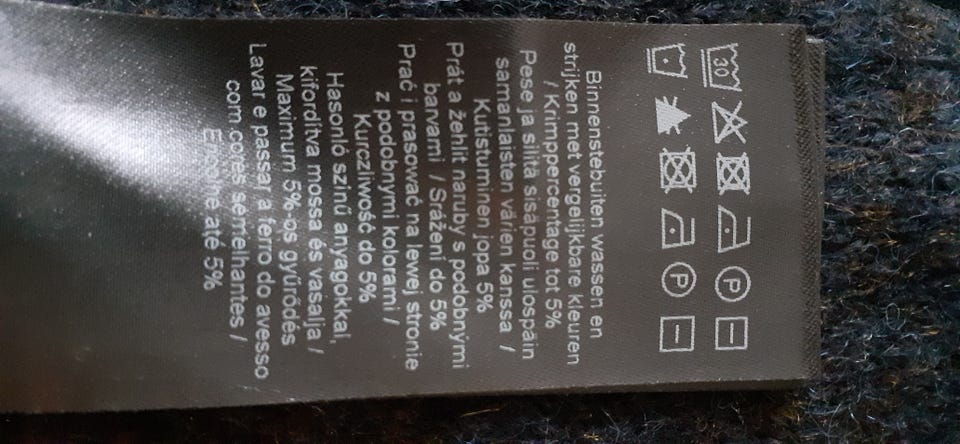 30 P
P
Binnenstebuiten wassen en
strijken met vergelijkbare kleuren
/ Krimppercentage tot 5%
Pese ja silitä sisäpuoli ulospäin
samanlaisten värien kanssa /
Kutistuminen jopa 5%
Prát a žehlit naruby s podobnými
barvami / Srážení do 5%
Prać i prasować na lewej stronie
z podobnymi kolorami /
Kurczliwość do 5%
Hasonló színű anyagokkal,
kifordítva mossa és vasalja /
Maximum 5%-os gyűrődés
Lavar e passar a ferro do avesso
com cores semelhantes /
Encolhe até 5%